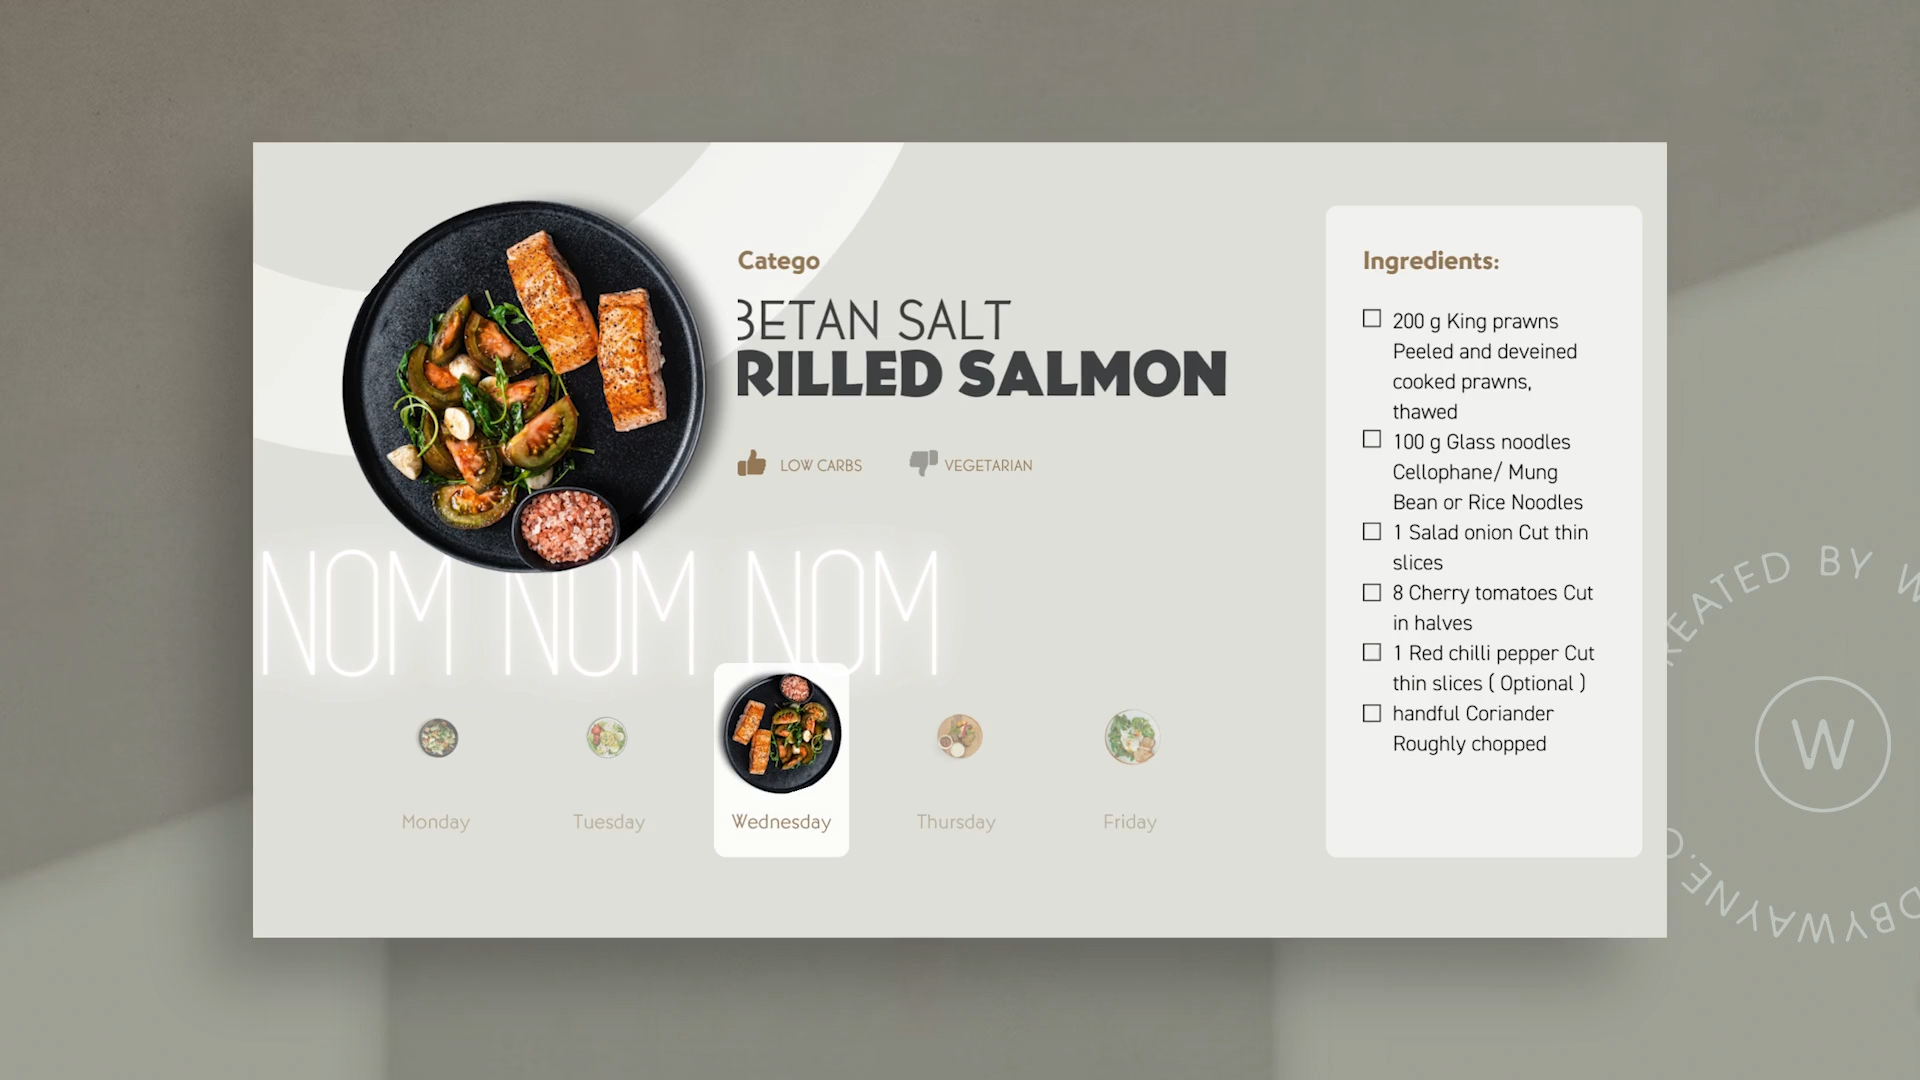 Catego
BETAN SALT
RILLED SALMON
LOW CARBS
VEGETARIAN
NOM NOM NOM
Monday
Tuesday
Wednesday
Thursday
Friday
Ingredients:
200 g King prawns
Peeled and deveined
cooked prawns,
thawed
100 g Glass noodles
Cellophane/ Mung
Bean or Rice Noodles
1 Salad onion Cut thin
slices
8 Cherry tomatoes Cut
in halves
1 Red chilli pepper Cut
thin slices ( Optional )
handful Coriander
Roughly chopped
REATED BY W
W
DBYWAYNE.C